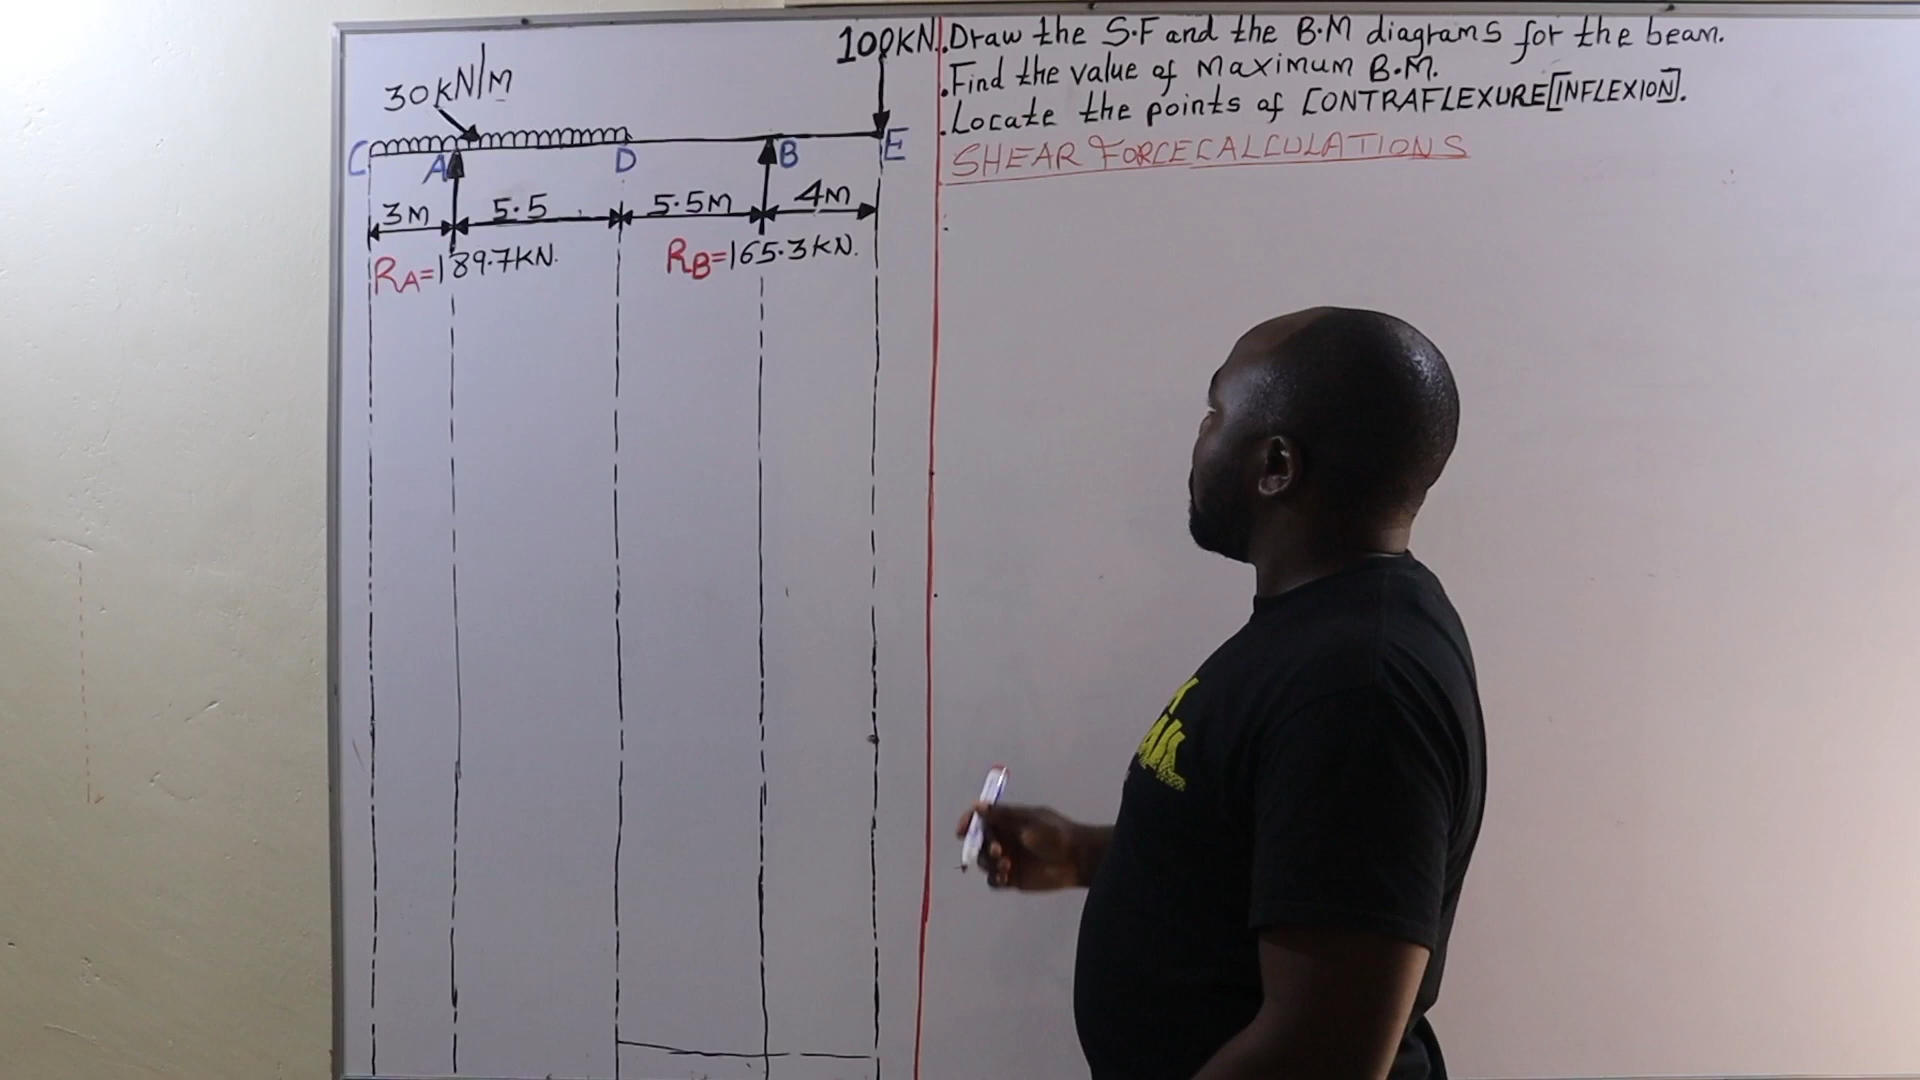 100KN
30KN/M
C
A
D
B
E
3M
5.5
5.5M
4M
RA=189.7KN.
RB=165.3KN.
.Draw the S.F and the B.M diagrams for the beam.
.Find the value of maximum B.M.
.Locate the points of CONTRAFLEXURE[INFLEXION].
SHEAR FORCE CALCULATIONS